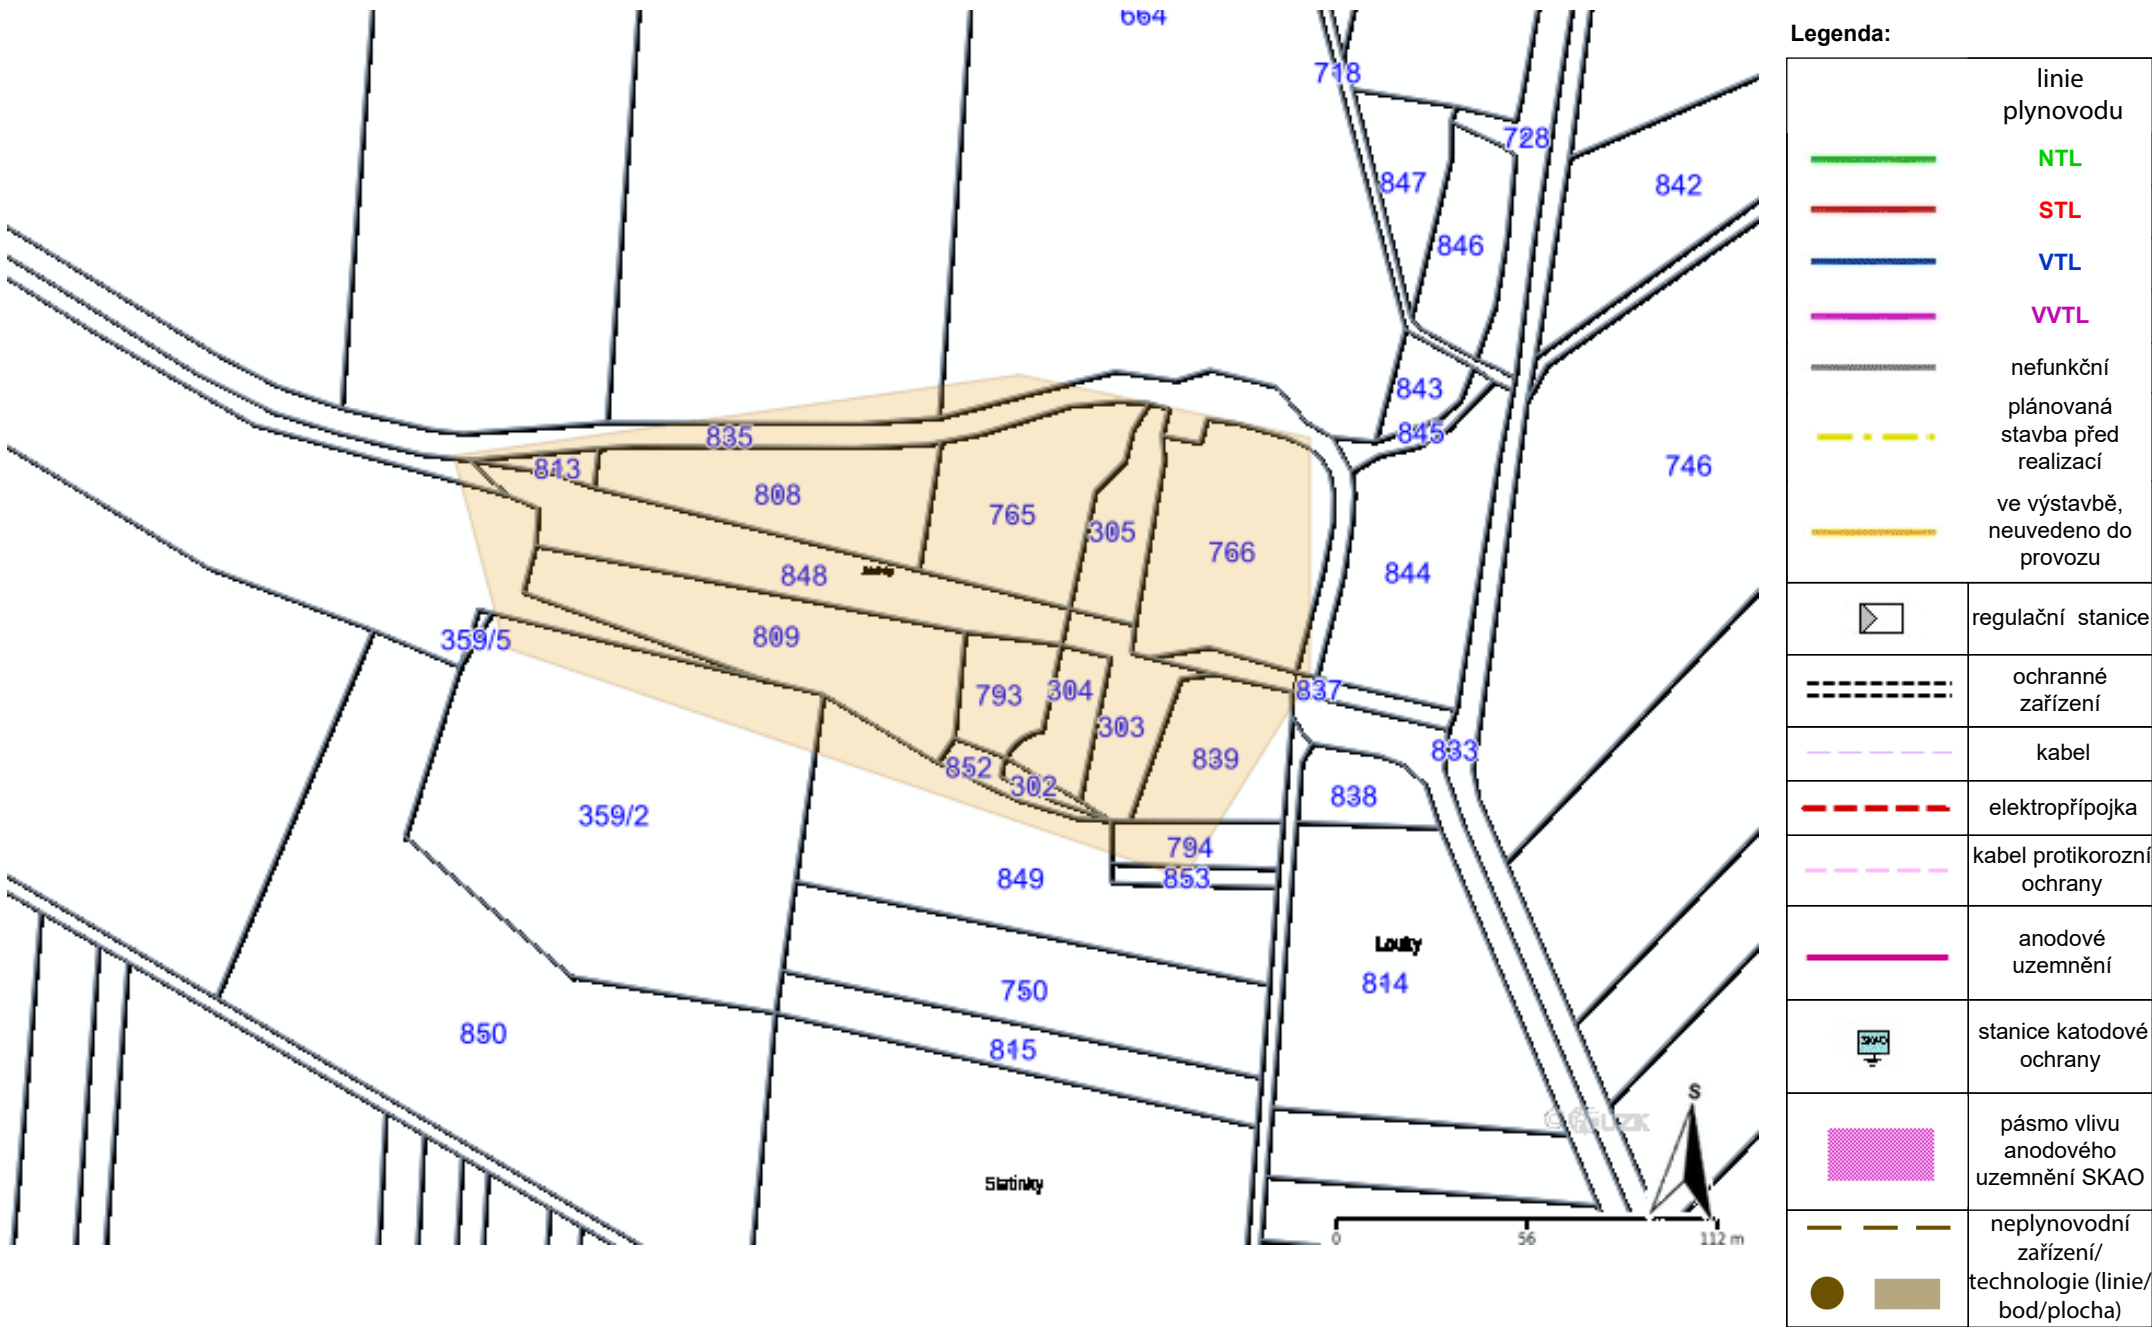 664
718
728
847
842
846
843
845
835
746
813
808
765
305
766
844
848
359/5
809
793
304
837
303
833
839
852
302
838
359/2
794
849
853
Louky
814
750
850
815
S
Slatinky
0 56 112 m
Legenda:
linie
plynovodu
NTL
STL
VTL
VVTL
nefunkční
plánovaná
stavba před
realizací
ve výstavbě,
neuvedeno do
provozu
regulační stanice
ochranné
zařízení
kabel
elektropřípojka
kabel protikorozní
ochrany
anodové
uzemnění
SKAO
stanice katodové
ochrany
pásmo vlivu
anodového
uzemnění SKAO
neplynovodní
zařízení/
technologie (linie/
bod/plocha)